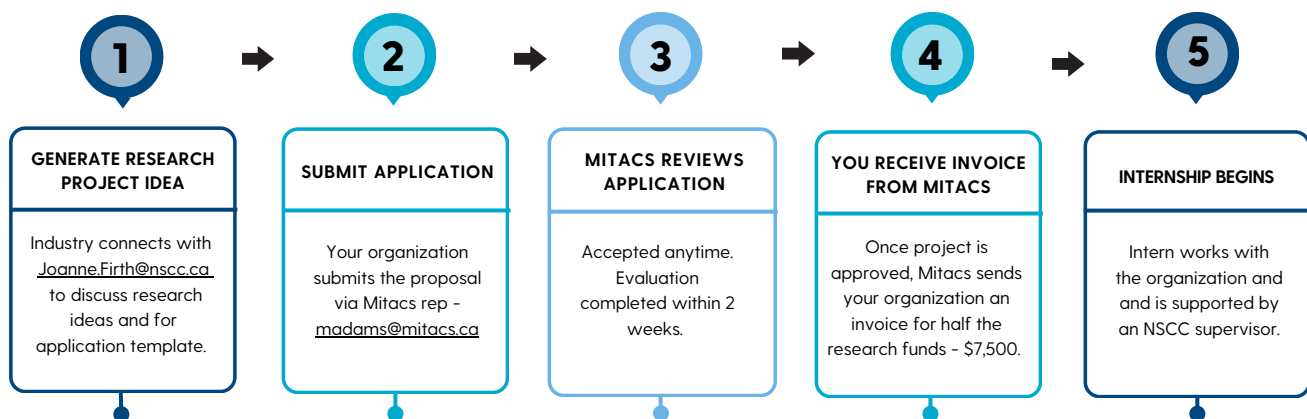 1
GENERATE RESEARCH
PROJECT IDEA
Industry connects with
Joanne.Firth@nscc.ca
to discuss research
ideas and for
application template.
2
SUBMIT APPLICATION
Your organization
submits the proposal
via Mitacs rep -
madams@mitacs.ca
3
MITACS REVIEWS
APPLICATION
Accepted anytime.
Evaluation
completed within 2
weeks.
4
YOU RECEIVE INVOICE
FROM MITACS
Once project is
approved, Mitacs sends
your organization an
invoice for half the
research funds - $7,500.
5
INTERNSHIP BEGINS
Intern works with
the organization and
and is supported by
an NSCC supervisor.